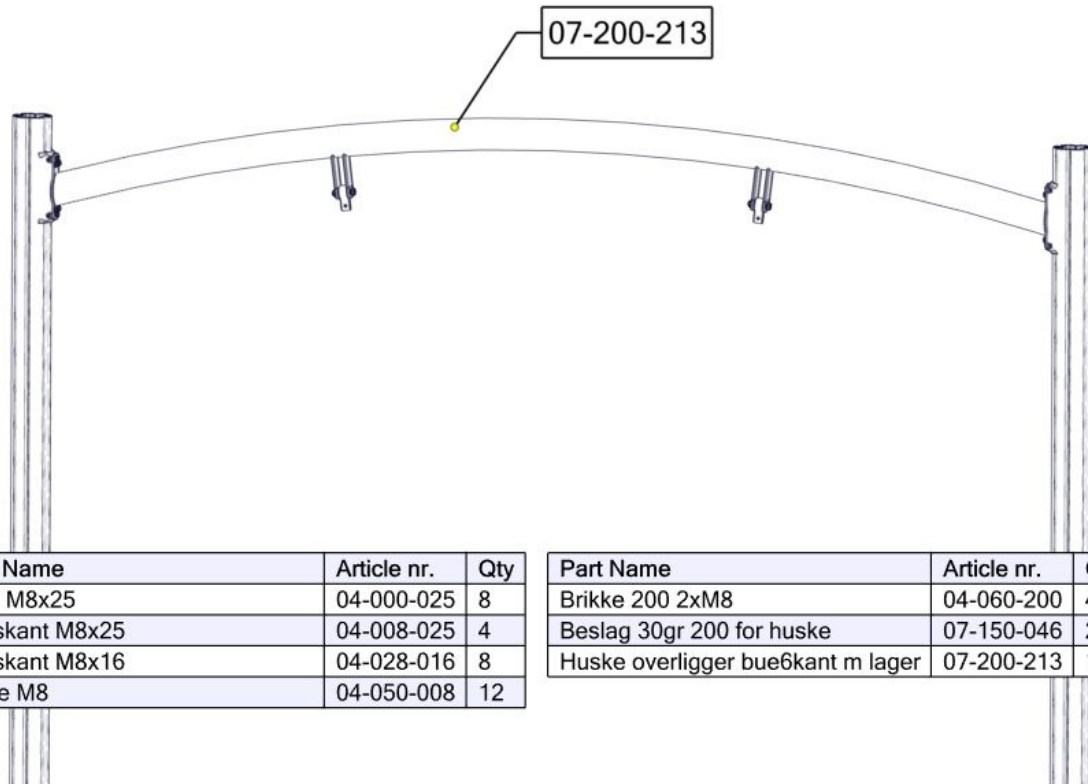 07-200-213
Name Article nr. Qty
M8x25 04-000-025 8
skant M8x25 04-008-025 4
skant M8x16 04-028-016 8
e M8 04-050-008 12
Part Name Article nr.
Brikke 200 2xM8 04-060-200
Beslag 30gr 200 for huske 07-150-046
Huske overligger bue6kant m lager 07-200-213